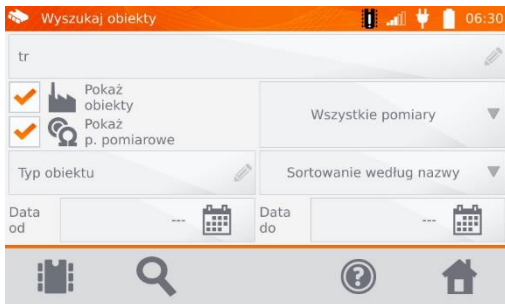 Wyszukaj obiekty 06:30
tr
Pokaż
obiekty
Pokaż
p. pomiarowe
Wszystkie pomiary
Typ obiektu
Sortowanie według nazwy
Data
od
---
Data
do
---